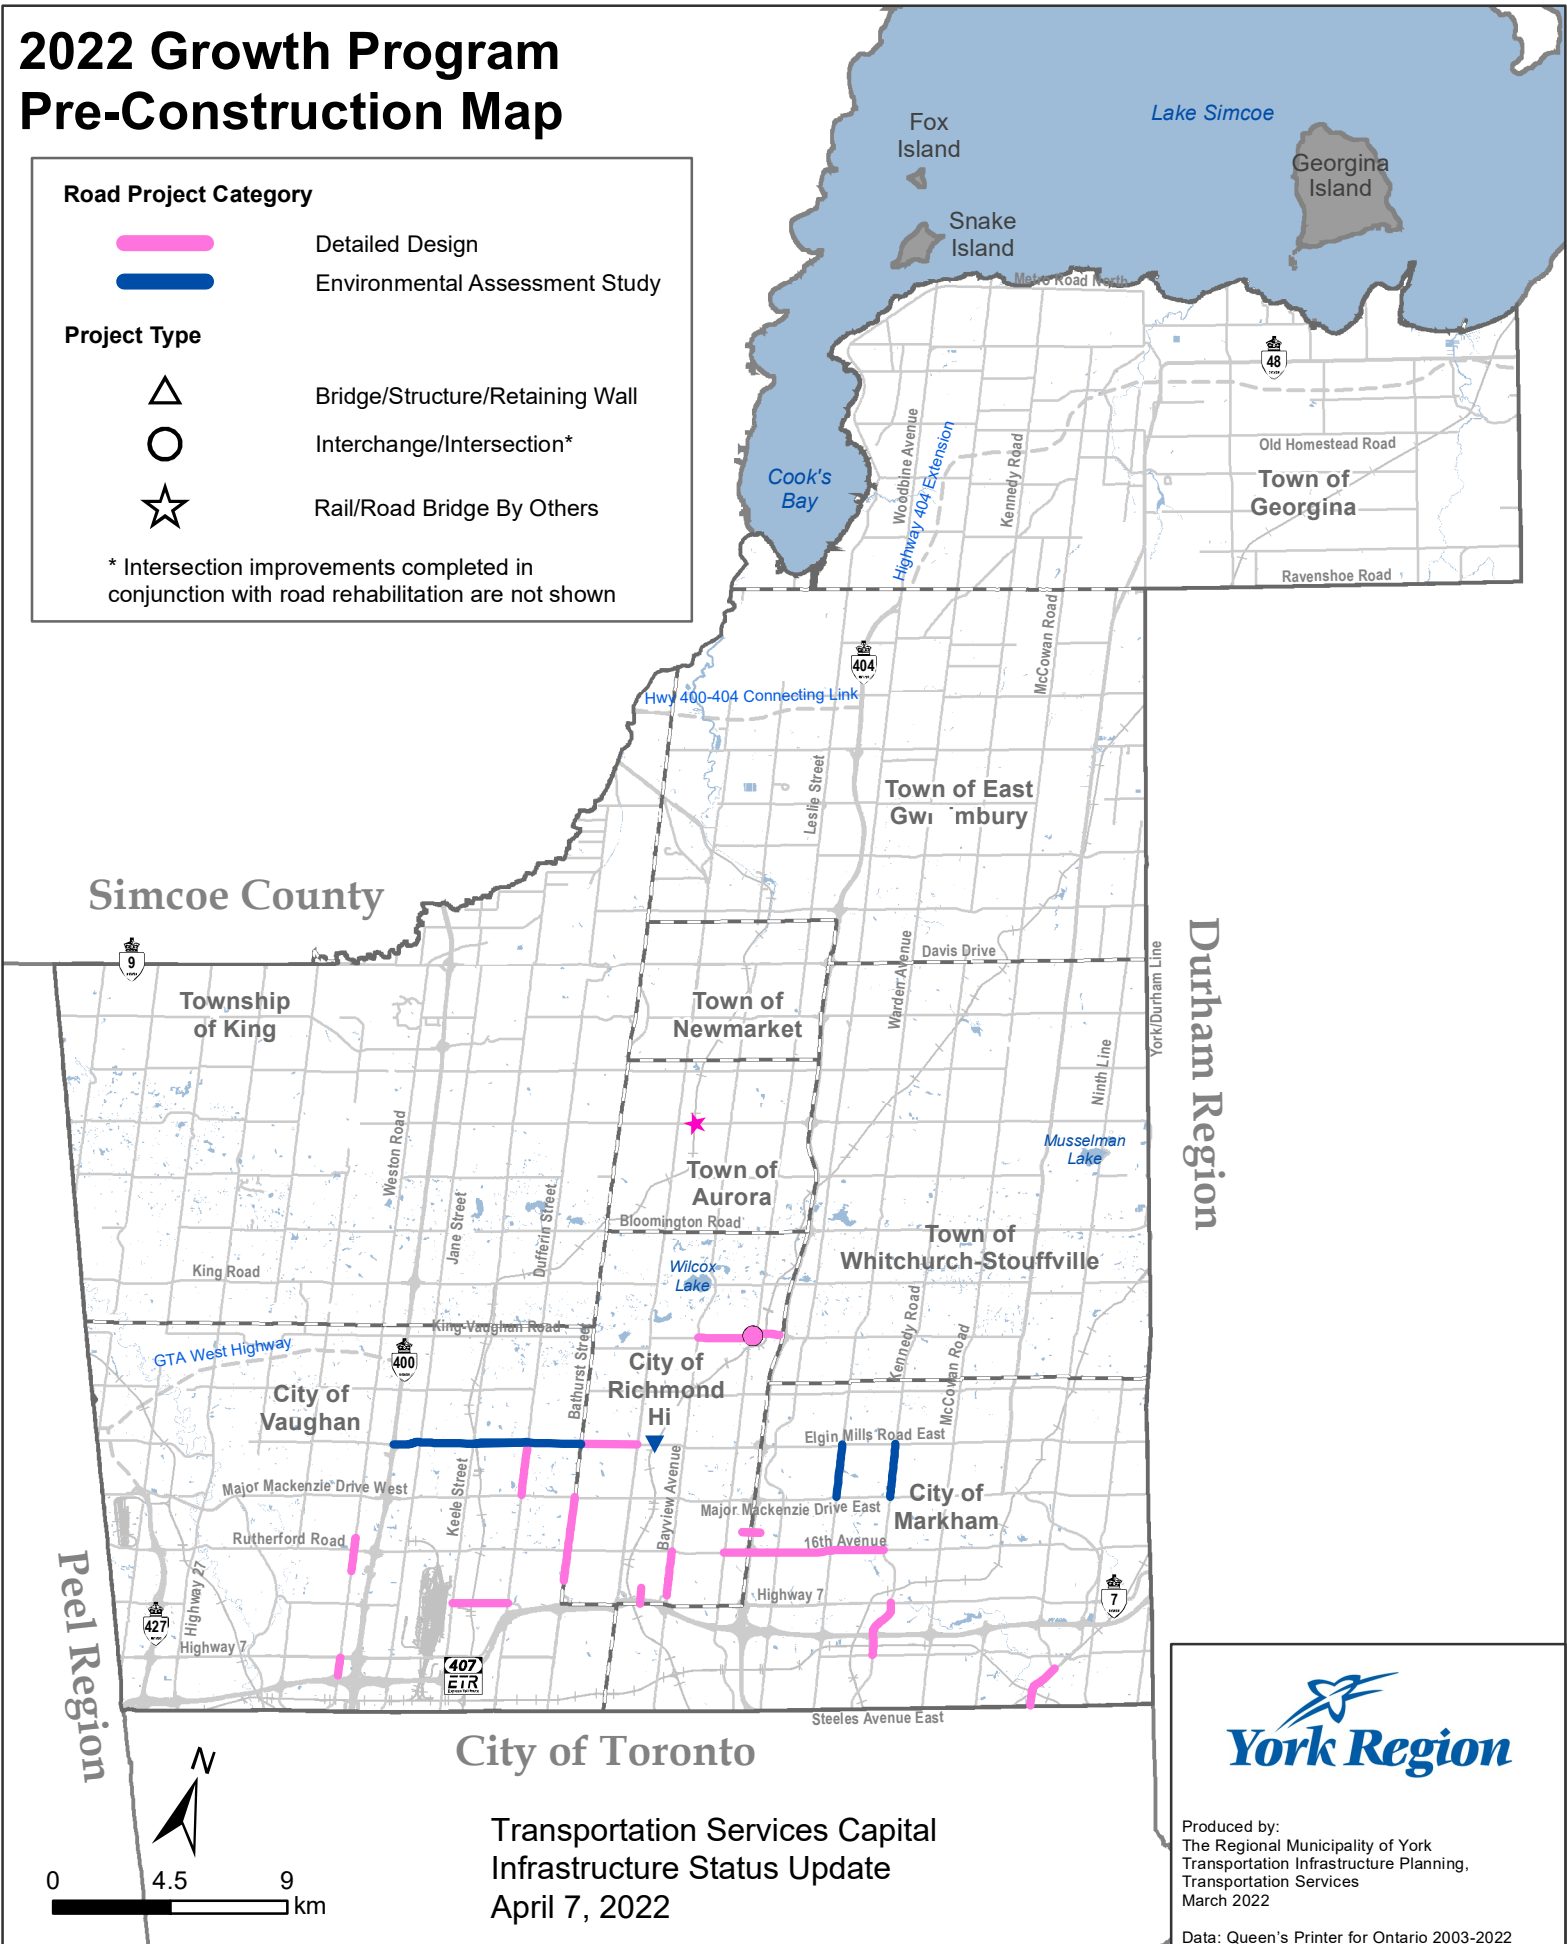 2022 Growth Program
Pre-Construction Map
Road Project Category
Detailed Design
Environmental Assessment Study
Project Type
Bridge/Structure/Retaining Wall
Interchange/Intersection*
Rail/Road Bridge By Others
* Intersection improvements completed in
conjunction with road rehabilitation are not shown
Lake Simcoe
Fox
Island
Georgina
Island
Snake
Island
Metro Road North
48
Woodbine Avenue
Highway 404 Extension
Kennedy Road
Old Homestead Road
Cook's
Bay
Town of
Georgina
Ravenshoe Road
McCowan Road
404
Hwy 400-404 Connecting Link
Leslie Street
Town of East
Gwi mbury
Simcoe County
Durham Region
9
Davis Drive
Warden Avenue
York/Durham Line
Township
of King
Town of
Newmarket
Ninth Line
Weston Road
Musselman
Lake
Town of
Aurora
Jane Street
Dufferin Street
Bloomington Road
Town of
Whitchurch-Stouffville
King Road
Wilcox
Lake
King-Vaughan Road
Kennedy Road
McCowan Road
GTA West Highway
400
Bathurst Street
City of
Richmond
Hi
City of
Vaughan
Elgin Mills Road East
Major Mackenzie Drive West
Keele Street
Bayview Avenue
City of
Markham
Major Mackenzie Drive East
Rutherford Road
16th Avenue
Highway 27
Highway 7
7
Peel Region
427
Highway 7
407
ETR
Steeles Avenue East
City of Toronto
N
0 4.5 9
km
Transportation Services Capital
Infrastructure Status Update
April 7, 2022
York Region
Produced by:
The Regional Municipality of York
Transportation Infrastructure Planning,
Transportation Services
March 2022
Data: Queen's Printer for Ontario 2003-2022